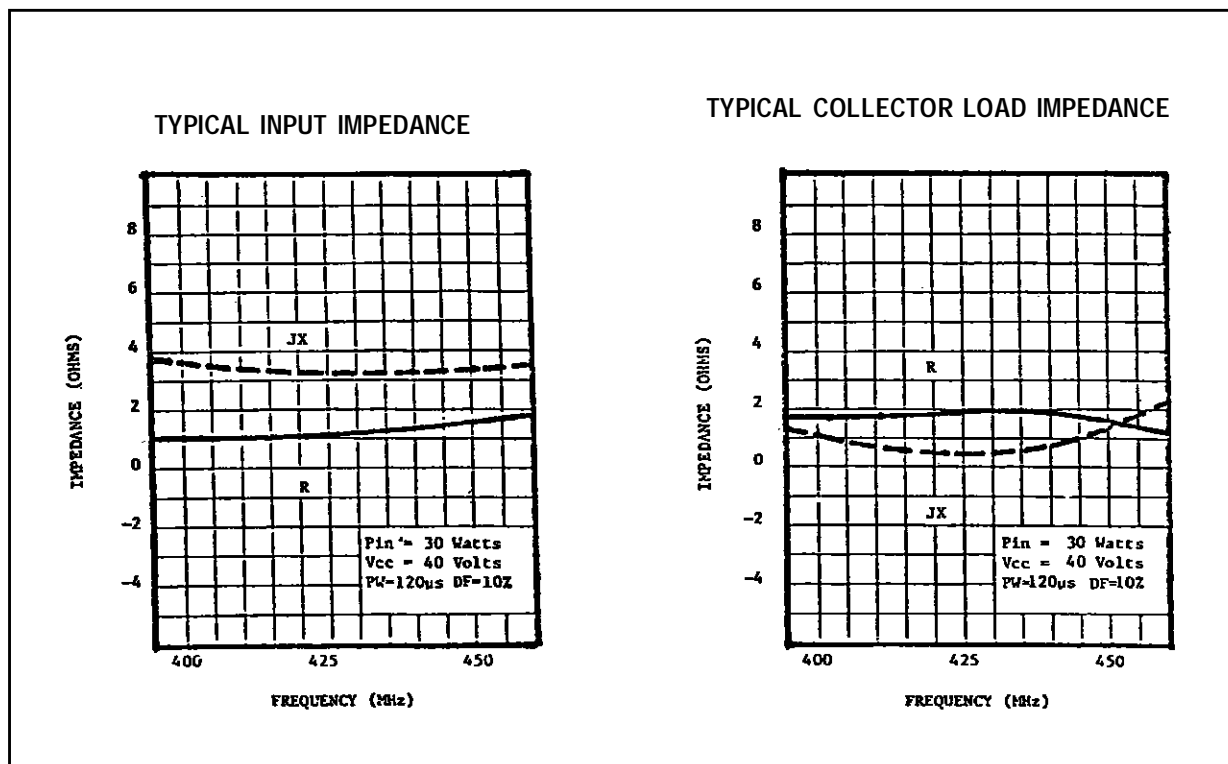 TYPICAL INPUT IMPEDANCE
IMPEDANCE (OHMS)
8
6
4
2
0
-2
-4
JX
R
Pin = 30 Watts
Vcc = 40 Volts
PW=120µs DF=10%
400
425
450
FREQUENCY (MHz)
TYPICAL COLLECTOR LOAD IMPEDANCE
IMPEDANCE (OHMS)
8
6
4
2
0
-2
-4
R
JX
Pin = 30 Watts
Vcc = 40 Volts
PW=120µs DF=10%
400
425
450
FREQUENCY (MHz)